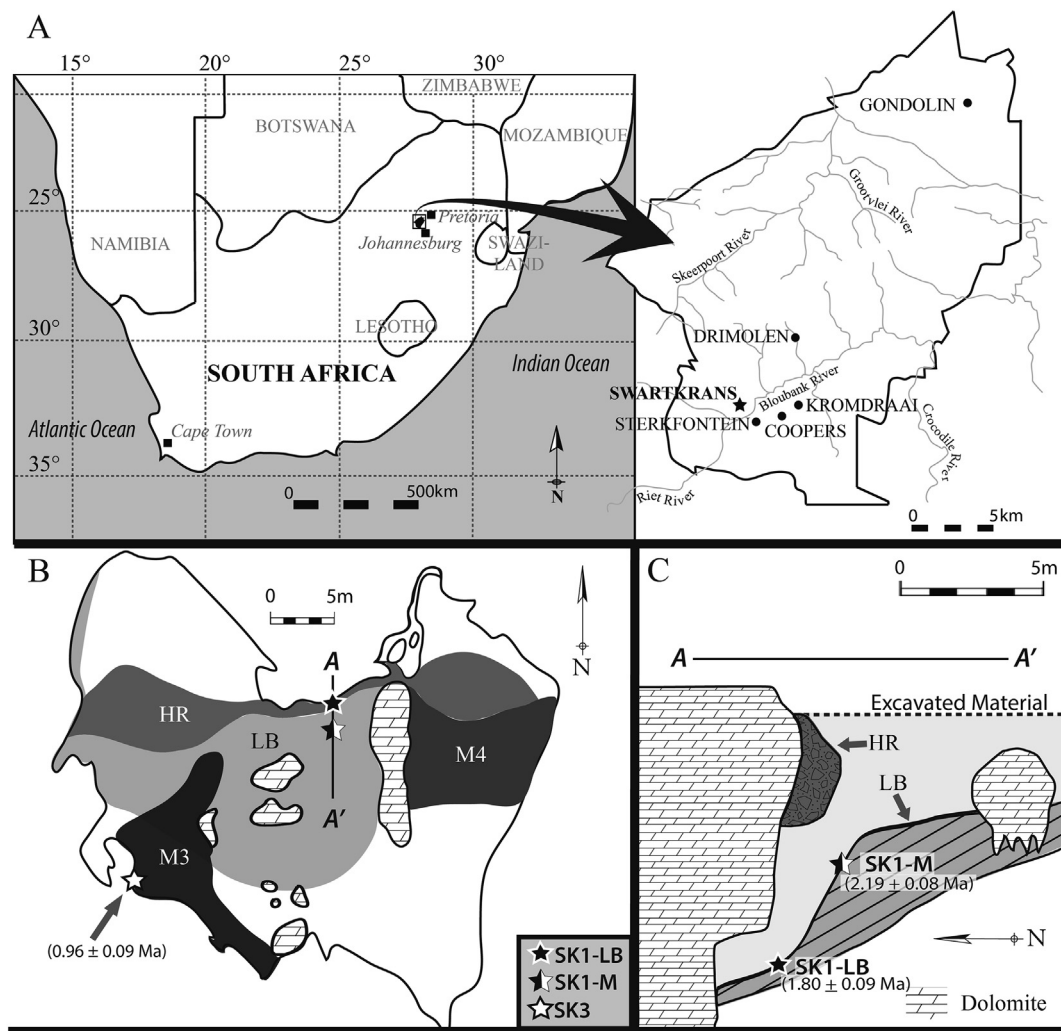 A
15°
20°
25°
30°
ZIMBABWE
BOTSWANA
MOZAMBIQUE
25°
Pretoria
Johannesburg
NAMIBIA
SWAZI-
LAND
30°
LESOTHO
SOUTH AFRICA
Indian Ocean
Atlantic Ocean
Cape Town
35°
0
500km
N
GONDOLIN
Grootvlei River
Skeerpoort River
DRIMOLEN
Bloubank River
SWARTKRANS
KROMDRAAI
STERKFONTEIN
COOPERS
Crocodile River
Riet River
0
5km
B
0
5m
N
A
HR
LB
M4
A'
M3
(0.96 ± 0.09 Ma)
SK1-LB
SK1-M
SK3
C
0
5m
A
A'
Excavated Material
HR
LB
SK1-M
(2.19 ± 0.08 Ma)
N
SK1-LB
(1.80 ± 0.09 Ma)
Dolomite